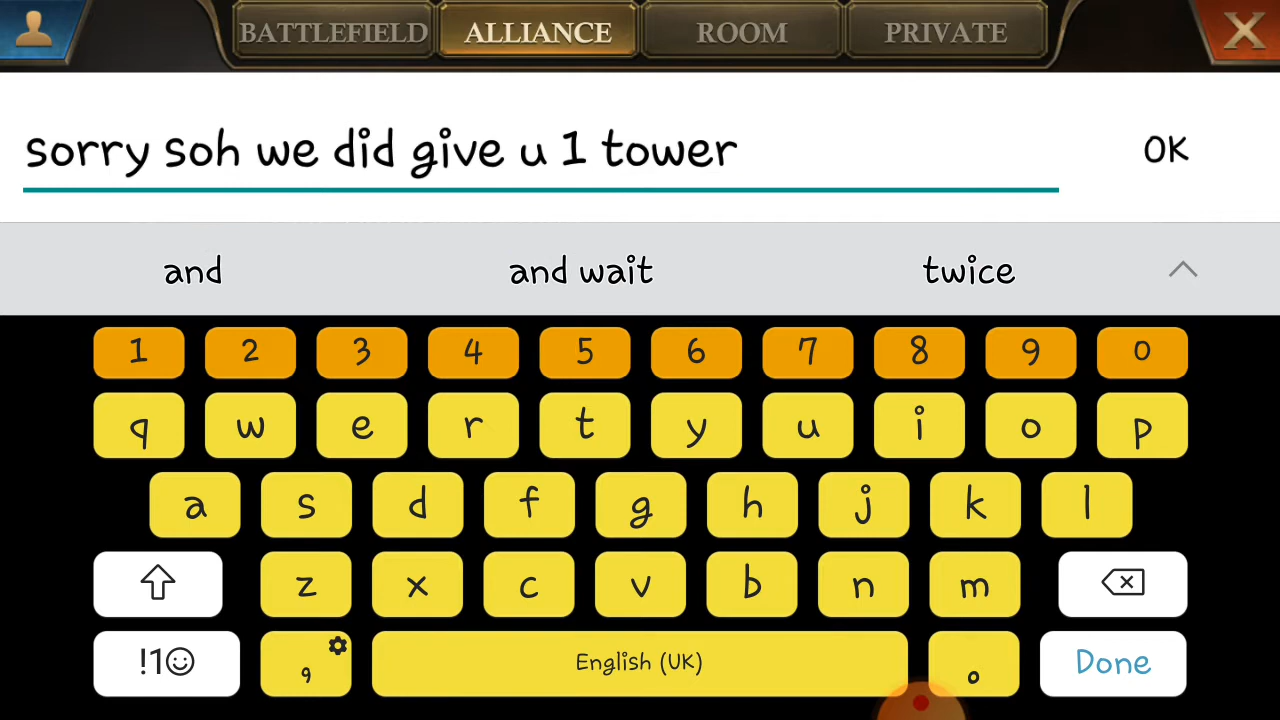 BATTLEFIELD ALLIANCE ROOM PRIVATE X
sorry soh we did give u 1 tower OK
and and wait twice
1 2 3 4 5 6 7 8 9 0
q w e r t y u i o p
a s d f g h j k l
z x c v b n m
!1☺ , English (UK) . Done